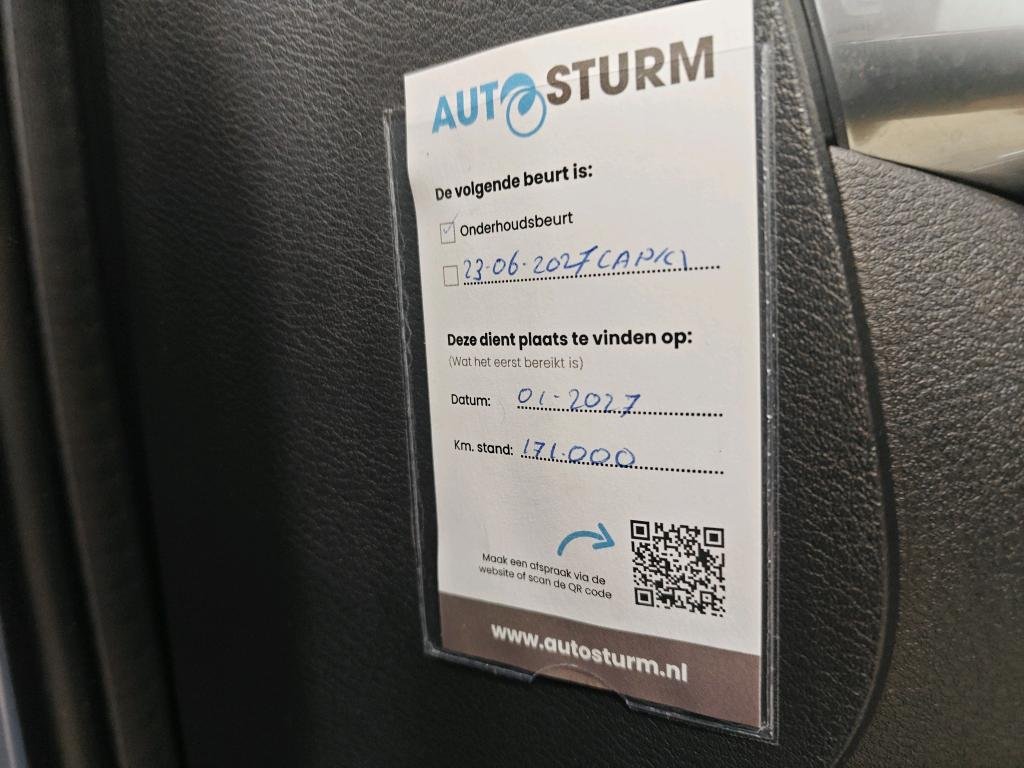 AUTO STURM
De volgende beurt is:
Onderhoudsbeurt
23-06-2027 (APK)
Deze dient plaats te vinden op:
(Wat het eerst bereikt is)
Datum: 01-2027
Km. stand: 171.000
Maak een afspraak via de
website of scan de QR code
www.autosturm.nl